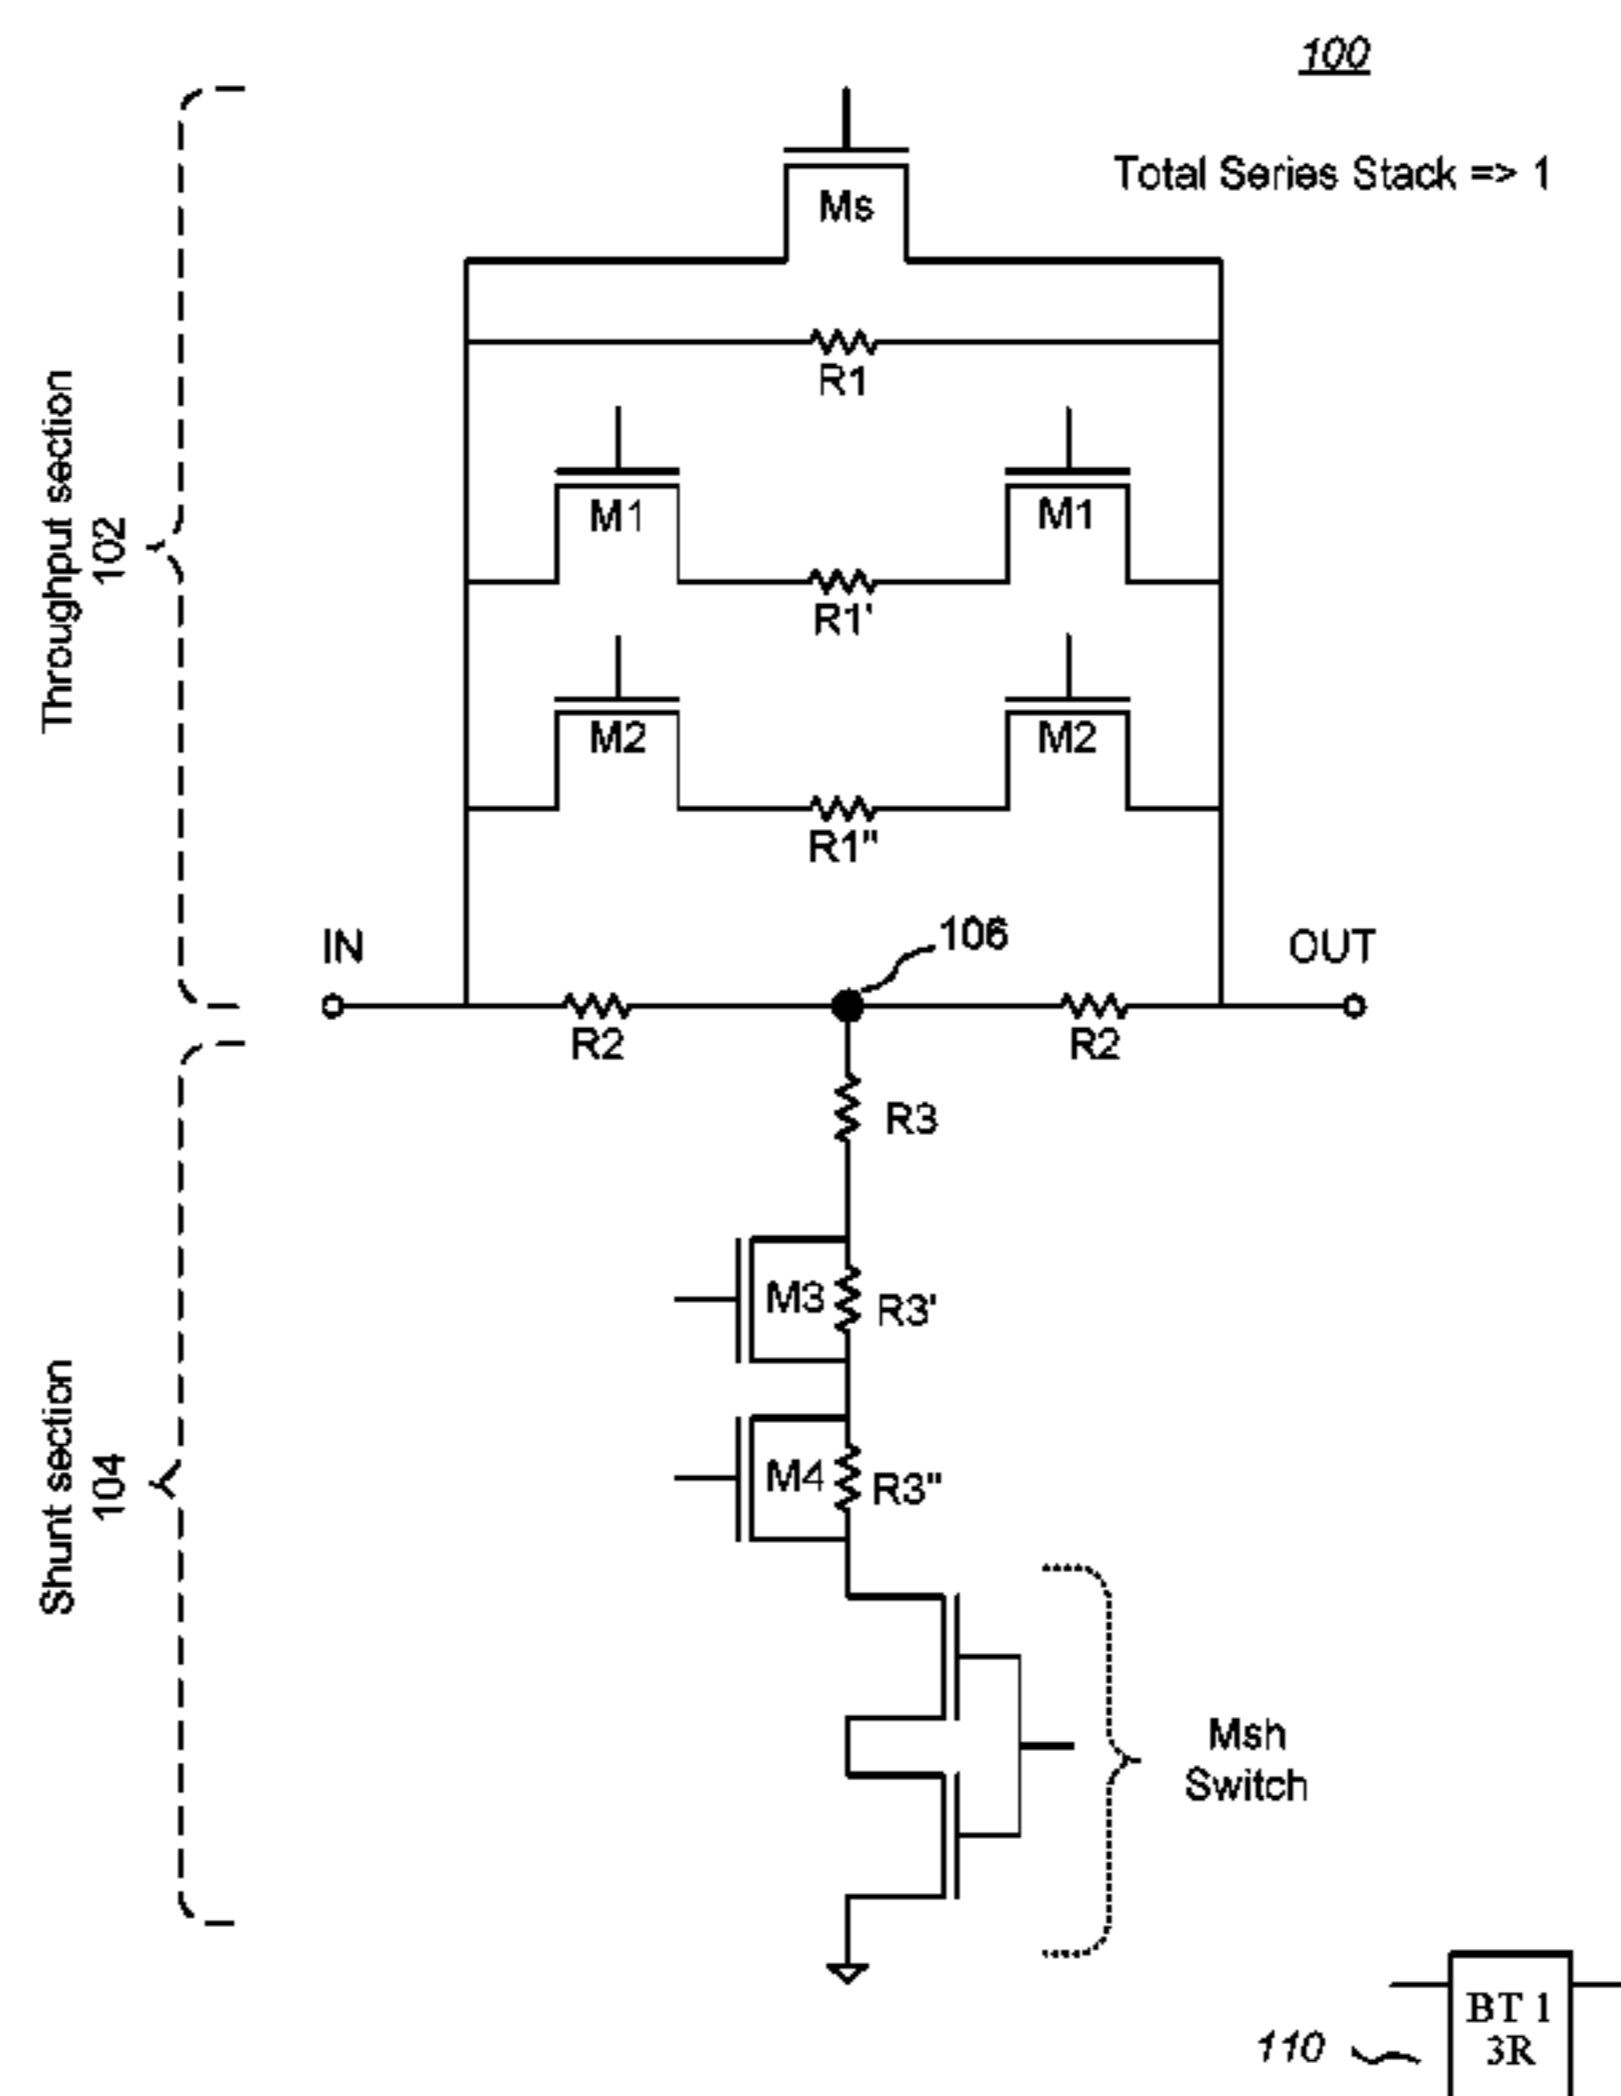 100
Total Series Stack => 1
Ms
R1
M1
M1
R1'
M2
M2
R1"
Throughput section
102
IN
106
OUT
R2
R2
R3
M3
R3'
M4
R3"
Shunt section
104
Msh
Switch
BT 1
3R
110